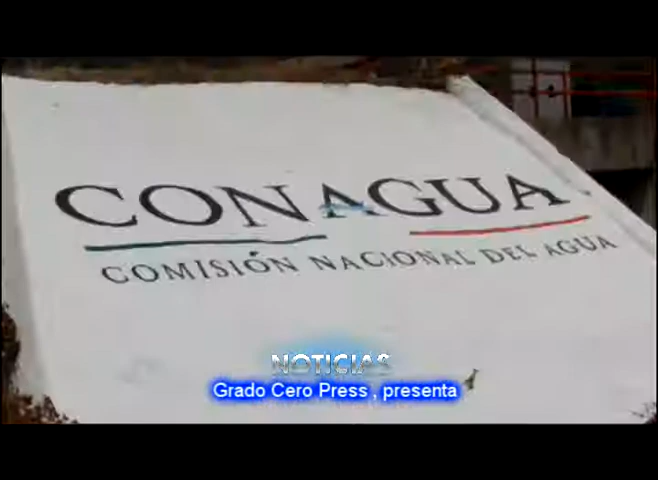 CONAGUA
COMISIÓN NACIONAL DEL AGUA
NOTICIAS
Grado Cero Press , presenta